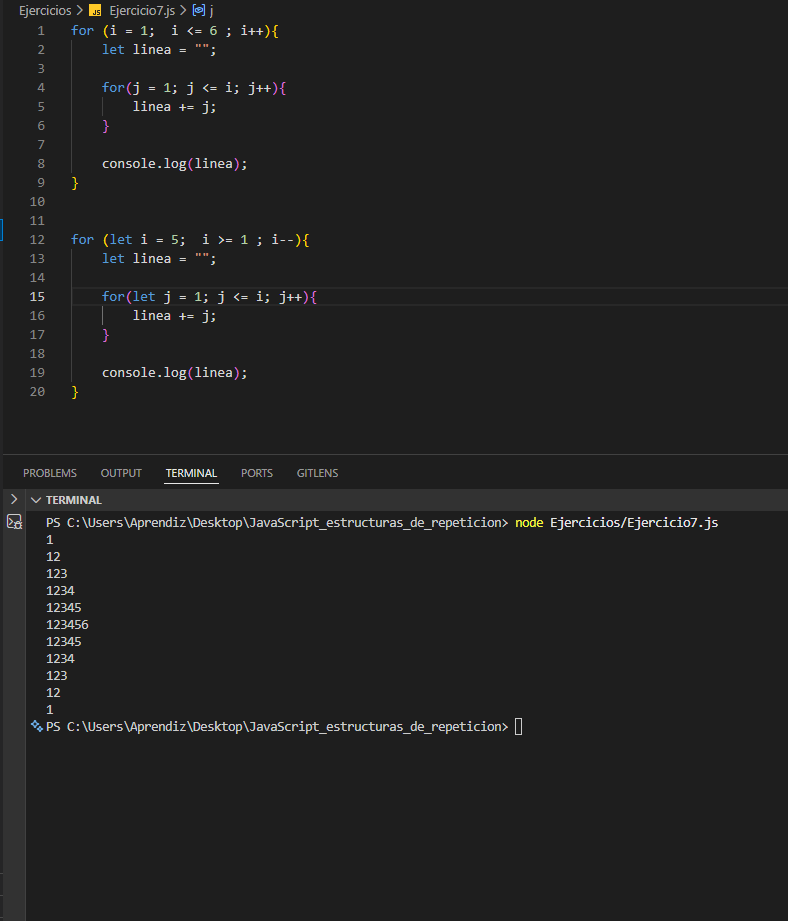 Ejercicios > JS Ejercicio7.js > j
1 for (i = 1;  i <= 6 ; i++){
2     let linea = "";
3
4     for(j = 1; j <= i; j++){
5         linea += j;
6     }
7
8     console.log(linea);
9 }
10
11
12 for (let i = 5;  i >= 1 ; i--){
13     let linea = "";
14
15     for(let j = 1; j <= i; j++){
16         linea += j;
17     }
18
19     console.log(linea);
20 }
PROBLEMS OUTPUT TERMINAL PORTS GITLENS
TERMINAL
PS C:\Users\Aprendiz\Desktop\JavaScript_estructuras_de_repeticion> node Ejercicios/Ejercicio7.js
1
12
123
1234
12345
123456
12345
1234
123
12
1
PS C:\Users\Aprendiz\Desktop\JavaScript_estructuras_de_repeticion>